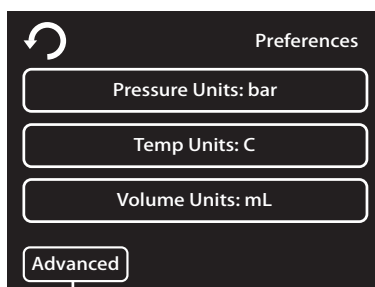 Preferences
Pressure Units: bar
Temp Units: C
Volume Units: mL
Advanced